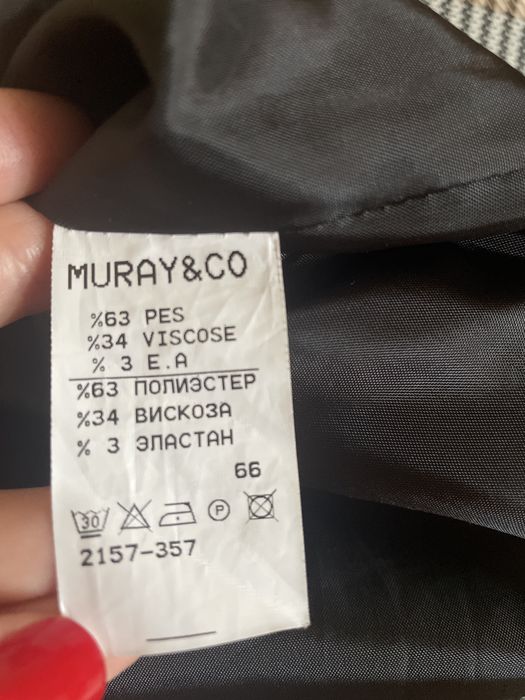 MURAY&CO
%63 PES
%34 VISCOSE
% 3 E.A
%63 ПОЛИЭСТЕР
%34 ВИСКОЗА
% 3 ЭЛАСТАН
66
30 P
2157-357